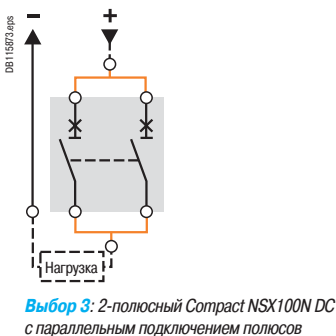 DB115873.eps
− +
Нагрузка
Выбор 3: 2-полюсный Compact NSX100N DC
с параллельным подключением полюсов